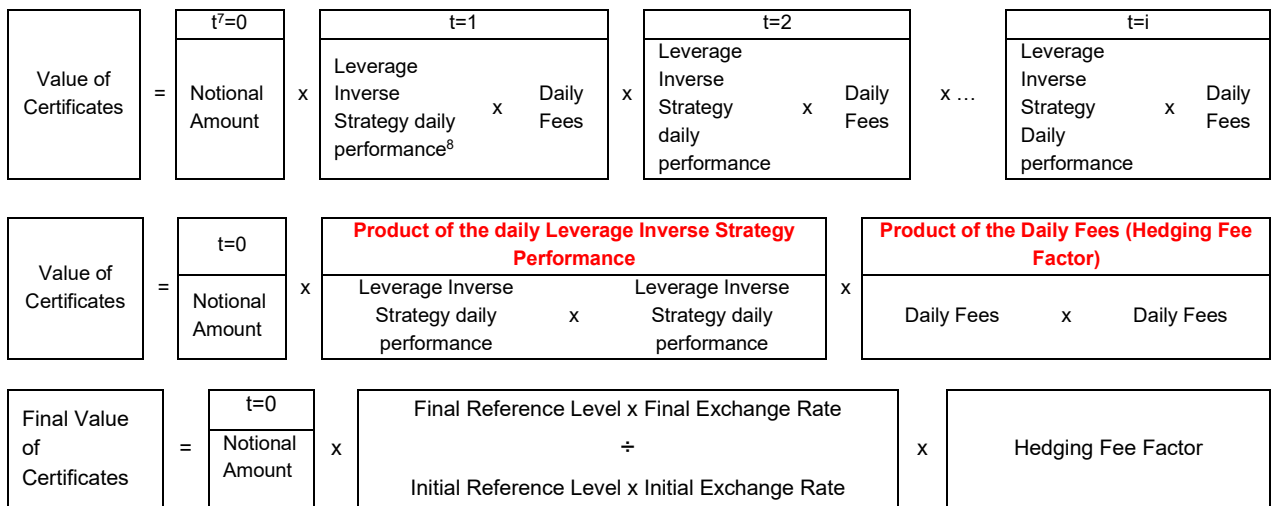 t⁷=0
t=1
t=2
t=i
Value of
Certificates
=
Notional
Amount
x
Leverage
Inverse
Strategy daily
performance⁸
x
Daily
Fees
x
Leverage
Inverse
Strategy
daily
performance
x
Daily
Fees
x ...
Leverage
Inverse
Strategy
Daily
performance
x
Daily
Fees
Value of
Certificates
=
t=0
Notional
Amount
x
Product of the daily Leverage Inverse Strategy
Performance
Leverage Inverse
Strategy daily
performance
x
Leverage Inverse
Strategy daily
performance
x
Product of the Daily Fees (Hedging Fee
Factor)
Daily Fees
x
Daily Fees
Final Value
of
Certificates
=
t=0
Notional
Amount
x
Final Reference Level x Final Exchange Rate
÷
Initial Reference Level x Initial Exchange Rate
x
Hedging Fee Factor